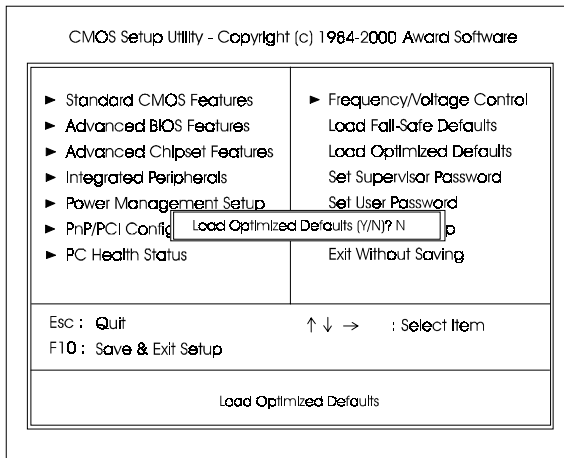 CMOS Setup Utility - Copyright (c) 1984-2000 Award Software
► Standard CMOS Features
► Advanced BIOS Features
► Advanced Chipset Features
► Integrated Peripherals
► Power Management Setup
► PnP/PCI Config
► PC Health Status
► Frequency/Voltage Control
Load Fail-Safe Defaults
Load Optimized Defaults
Set Supervisor Password
Set User Password
p
Exit Without Saving
Load Optimized Defaults (Y/N)? N
Esc : Quit
↑ ↓ → : Select Item
F10 : Save & Exit Setup
Load Optimized Defaults